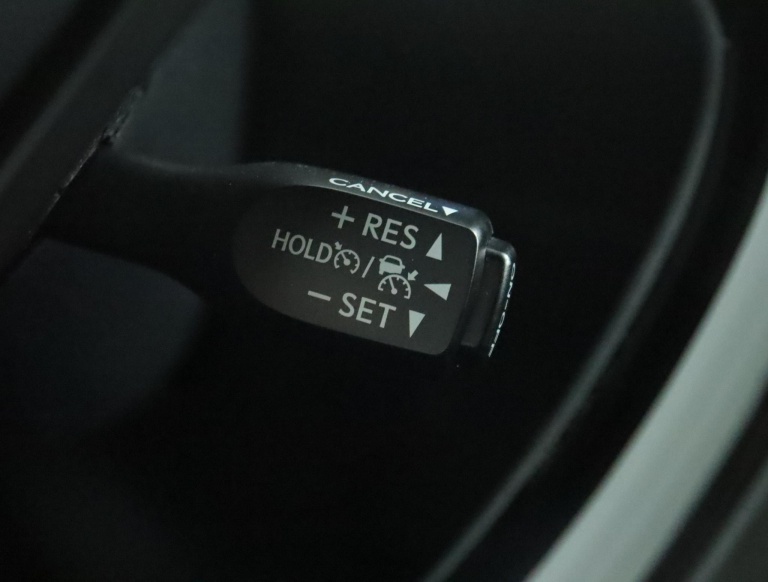 CANCEL▼
+ RES ▲
HOLD / ◀
− SET ▼